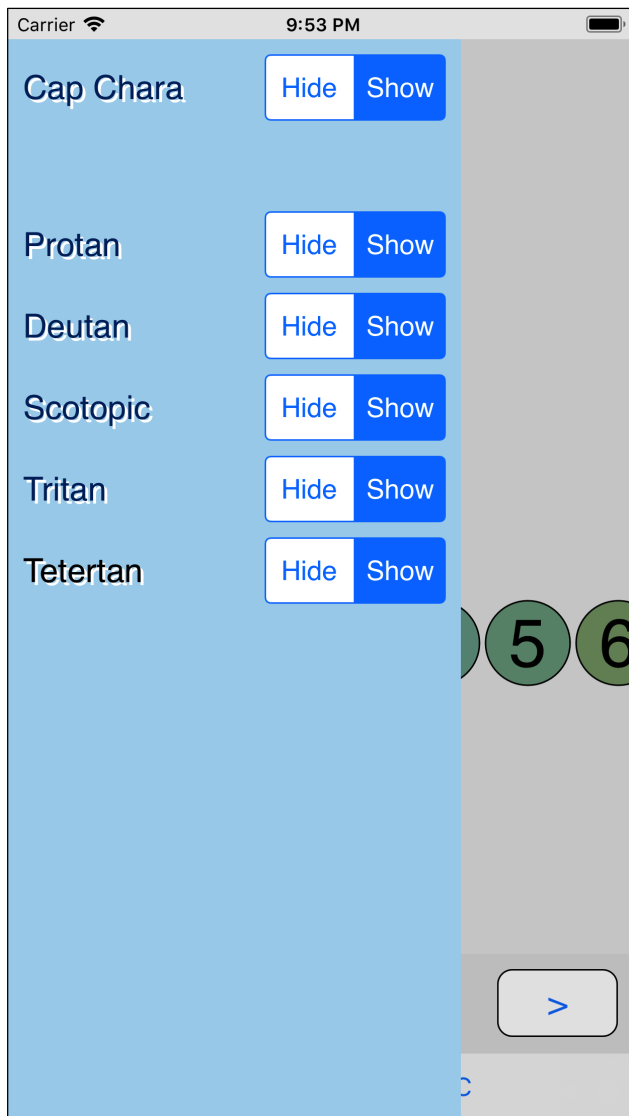 Carrier 9:53 PM
Cap Chara Hide Show
Protan Hide Show
Deutan Hide Show
Scotopic Hide Show
Tritan Hide Show
Tetertan Hide Show
5 6
>
C